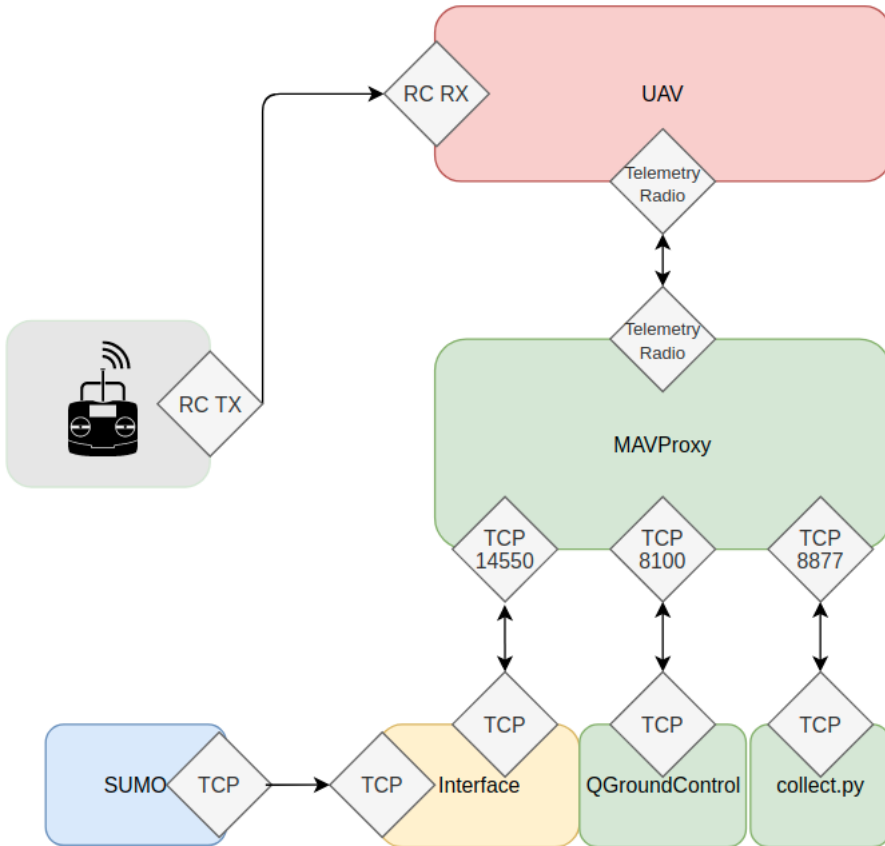 RC RX
UAV
Telemetry
Radio
Telemetry
Radio
RC TX
MAVProxy
TCP
14550
TCP
8100
TCP
8877
TCP
TCP
TCP
SUMO
TCP
TCP
Interface
QGroundControl
collect.py